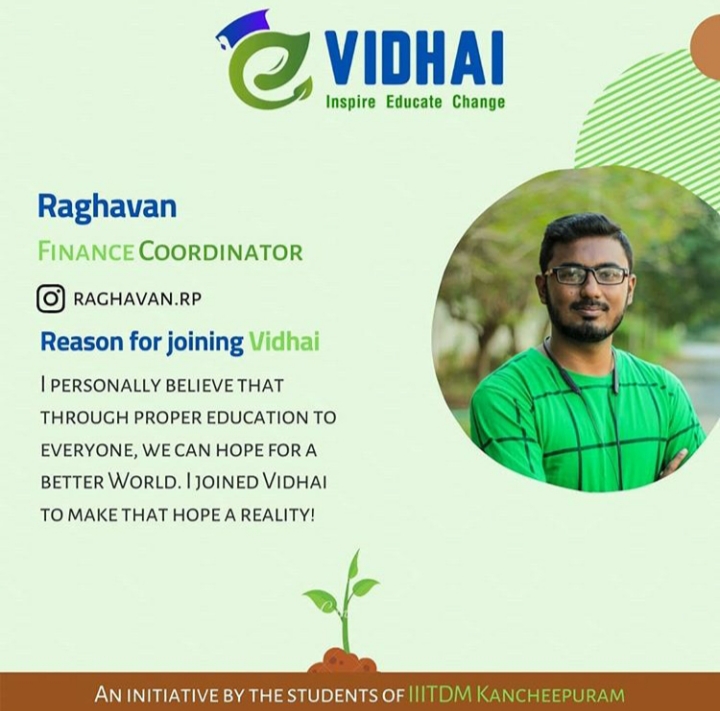 VIDHAI
Inspire Educate Change
Raghavan
FINANCE COORDINATOR
RAGHAVAN.RP
Reason for joining Vidhai
I PERSONALLY BELIEVE THAT
THROUGH PROPER EDUCATION TO
EVERYONE, WE CAN HOPE FOR A
BETTER WORLD. I JOINED VIDHAI
TO MAKE THAT HOPE A REALITY!
AN INITIATIVE BY THE STUDENTS OF IIITDM KANCHEEPURAM